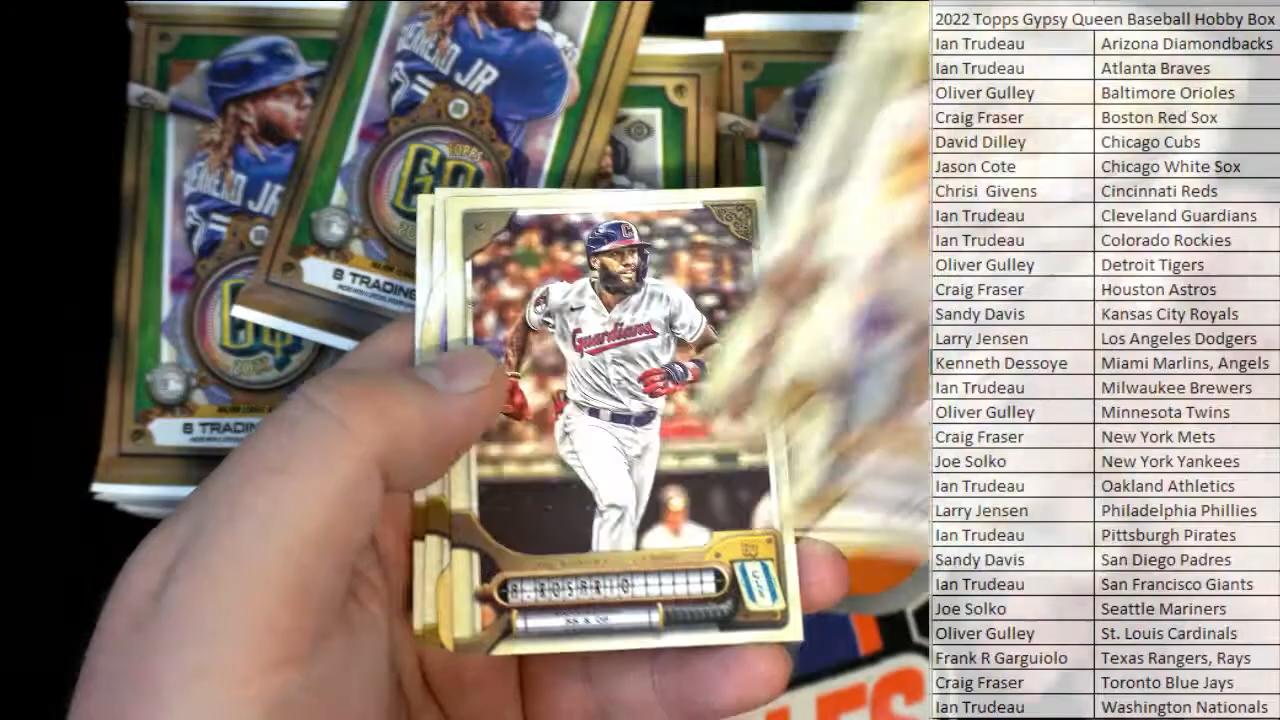 2022 Topps Gypsy Queen Baseball Hobby Box
Ian Trudeau Arizona Diamondbacks
Ian Trudeau Atlanta Braves
Oliver Gulley Baltimore Orioles
Craig Fraser Boston Red Sox
David Dilley Chicago Cubs
Jason Cote Chicago White Sox
Chrisi Givens Cincinnati Reds
Ian Trudeau Cleveland Guardians
Ian Trudeau Colorado Rockies
Oliver Gulley Detroit Tigers
Craig Fraser Houston Astros
Sandy Davis Kansas City Royals
Larry Jensen Los Angeles Dodgers
Kenneth Dessoye Miami Marlins, Angels
Ian Trudeau Milwaukee Brewers
Oliver Gulley Minnesota Twins
Craig Fraser New York Mets
Joe Solko New York Yankees
Ian Trudeau Oakland Athletics
Larry Jensen Philadelphia Phillies
Ian Trudeau Pittsburgh Pirates
Sandy Davis San Diego Padres
Ian Trudeau San Francisco Giants
Joe Solko Seattle Mariners
Oliver Gulley St. Louis Cardinals
Frank R Garguiolo Texas Rangers, Rays
Craig Fraser Toronto Blue Jays
Ian Trudeau Washington Nationals
JR
TOPPS
GQ
8 TRADING
JR
8 TRADIN
C
Guardians
A. ROSARIO
CLE